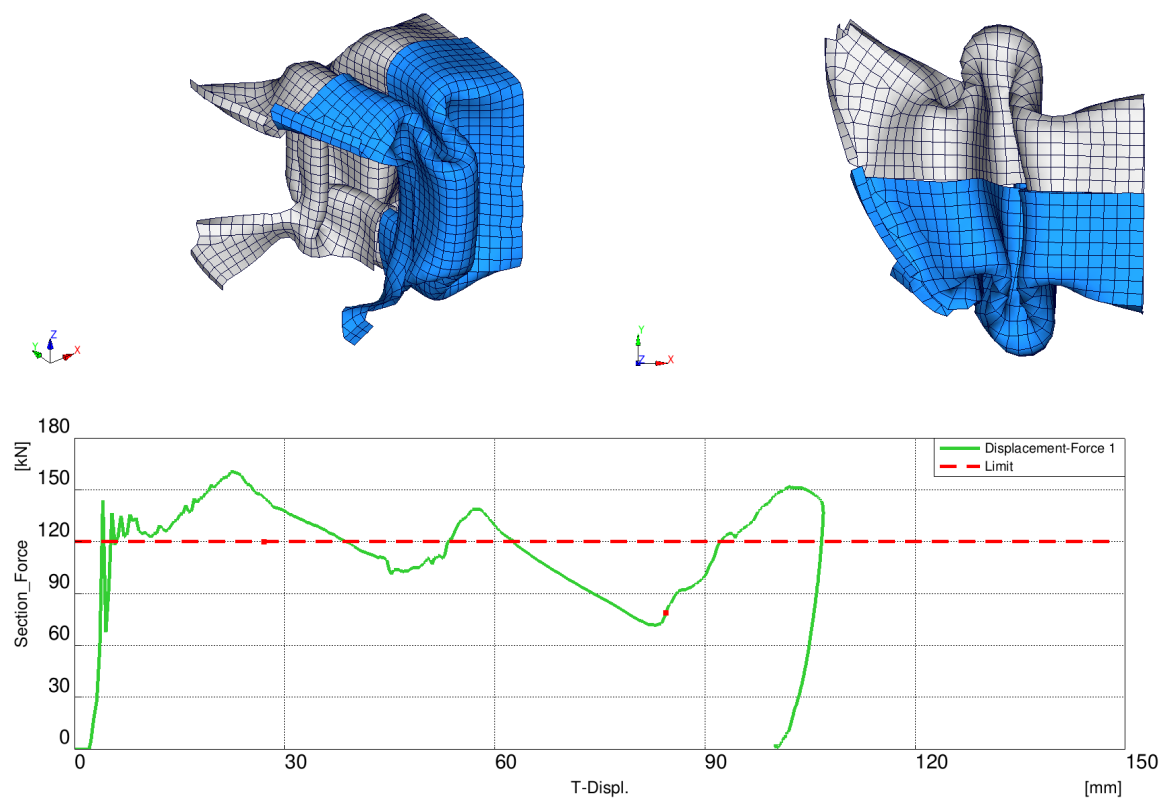 Z
Y
X
Y
Z
X
180
[kN]
150
120
90
60
30
0
Section_Force
Displacement-Force 1
Limit
0
30
60
90
120
150
T-Displ.
[mm]